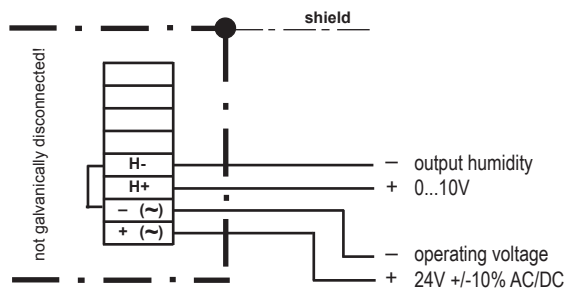 shield
not galvanically disconnected!
H-
H+
– (~)
+ (~)
– output humidity
+ 0...10V
– operating voltage
+ 24V +/-10% AC/DC